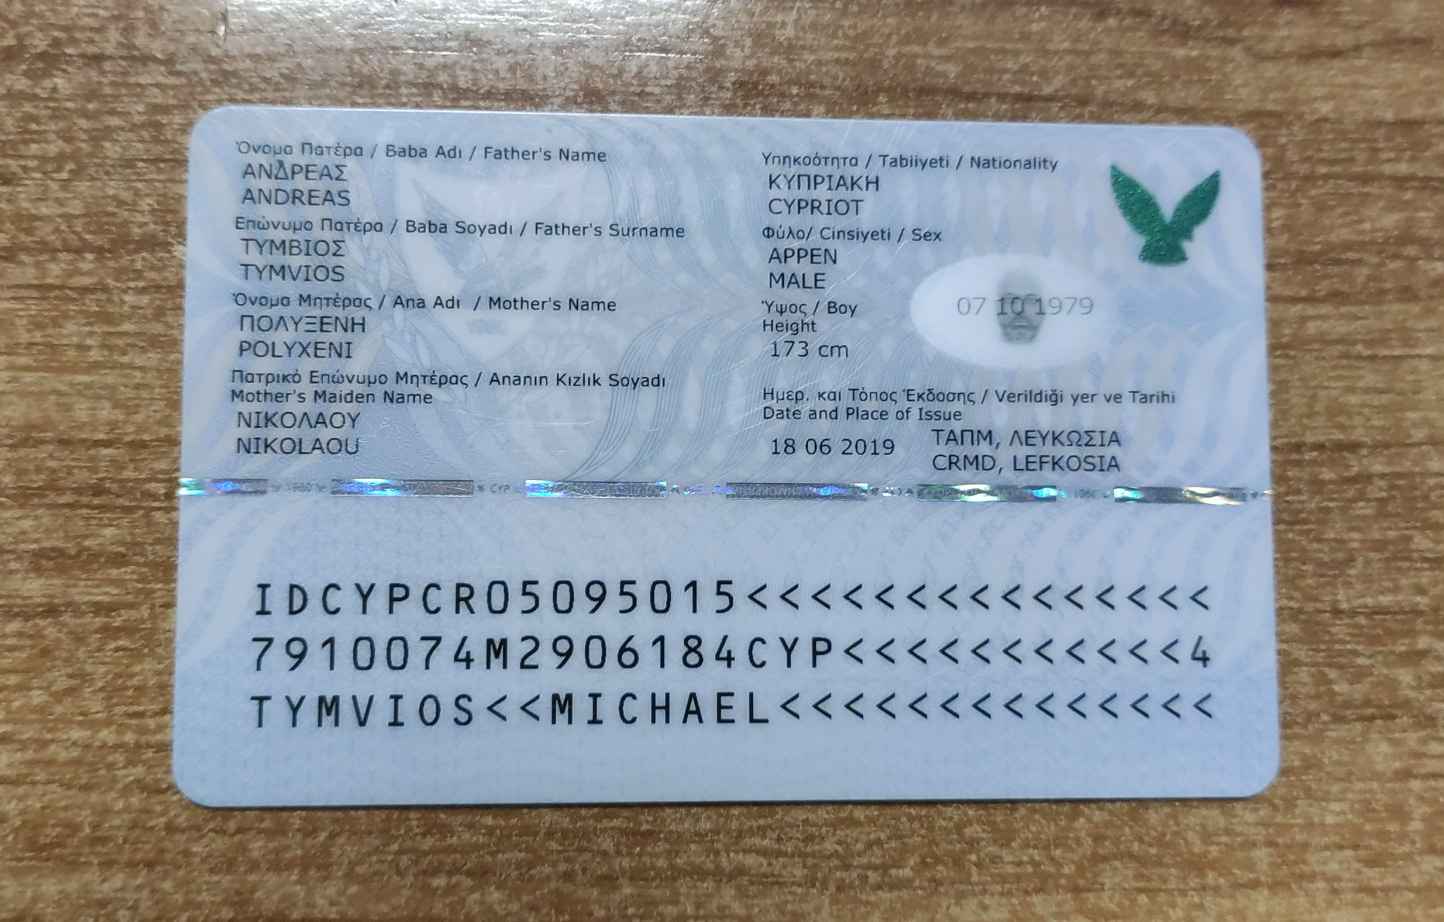 Όνομα Πατέρα / Baba Adı / Father's Name
ΑΝΔΡΕΑΣ
ANDREAS
Επώνυμο Πατέρα / Baba Soyadı / Father's Surname
ΤΥΜΒΙΟΣ
TYMVIOS
Όνομα Μητέρας / Ana Adı / Mother's Name
ΠΟΛΥΞΕΝΗ
POLYXENI
Πατρικό Επώνυμο Μητέρας / Ananın Kızlık Soyadı
Mother's Maiden Name
ΝΙΚΟΛΑΟΥ
NIKOLAOU
Υπηκοότητα / Tabiiyeti / Nationality
ΚΥΠΡΙΑΚΗ
CYPRIOT
Φύλο/ Cinsiyeti / Sex
ΑΡΡΕΝ
MALE
Ύψος / Boy
Height
173 cm
07 10 1979
Ημερ. και Τόπος Έκδοσης / Verildiği yer ve Tarihi
Date and Place of Issue
18 06 2019
ΤΑΠΜ, ΛΕΥΚΩΣΙΑ
CRMD, LEFKOSIA
IDCYPCR05095015<<<<<<<<<<<<<<<
7910074M2906184CYP<<<<<<<<<<<4
TYMVIOS<<MICHAEL<<<<<<<<<<<<<<